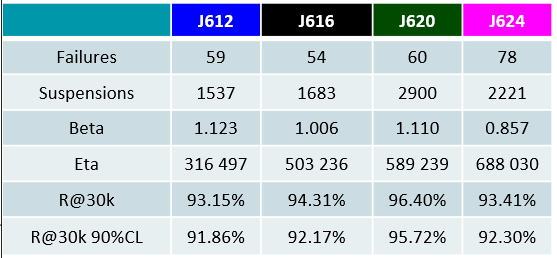 J612 J616 J620 J624
Failures 59 54 60 78
Suspensions 1537 1683 2900 2221
Beta 1.123 1.006 1.110 0.857
Eta 316 497 503 236 589 239 688 030
R@30k 93.15% 94.31% 96.40% 93.41%
R@30k 90%CL 91.86% 92.17% 95.72% 92.30%